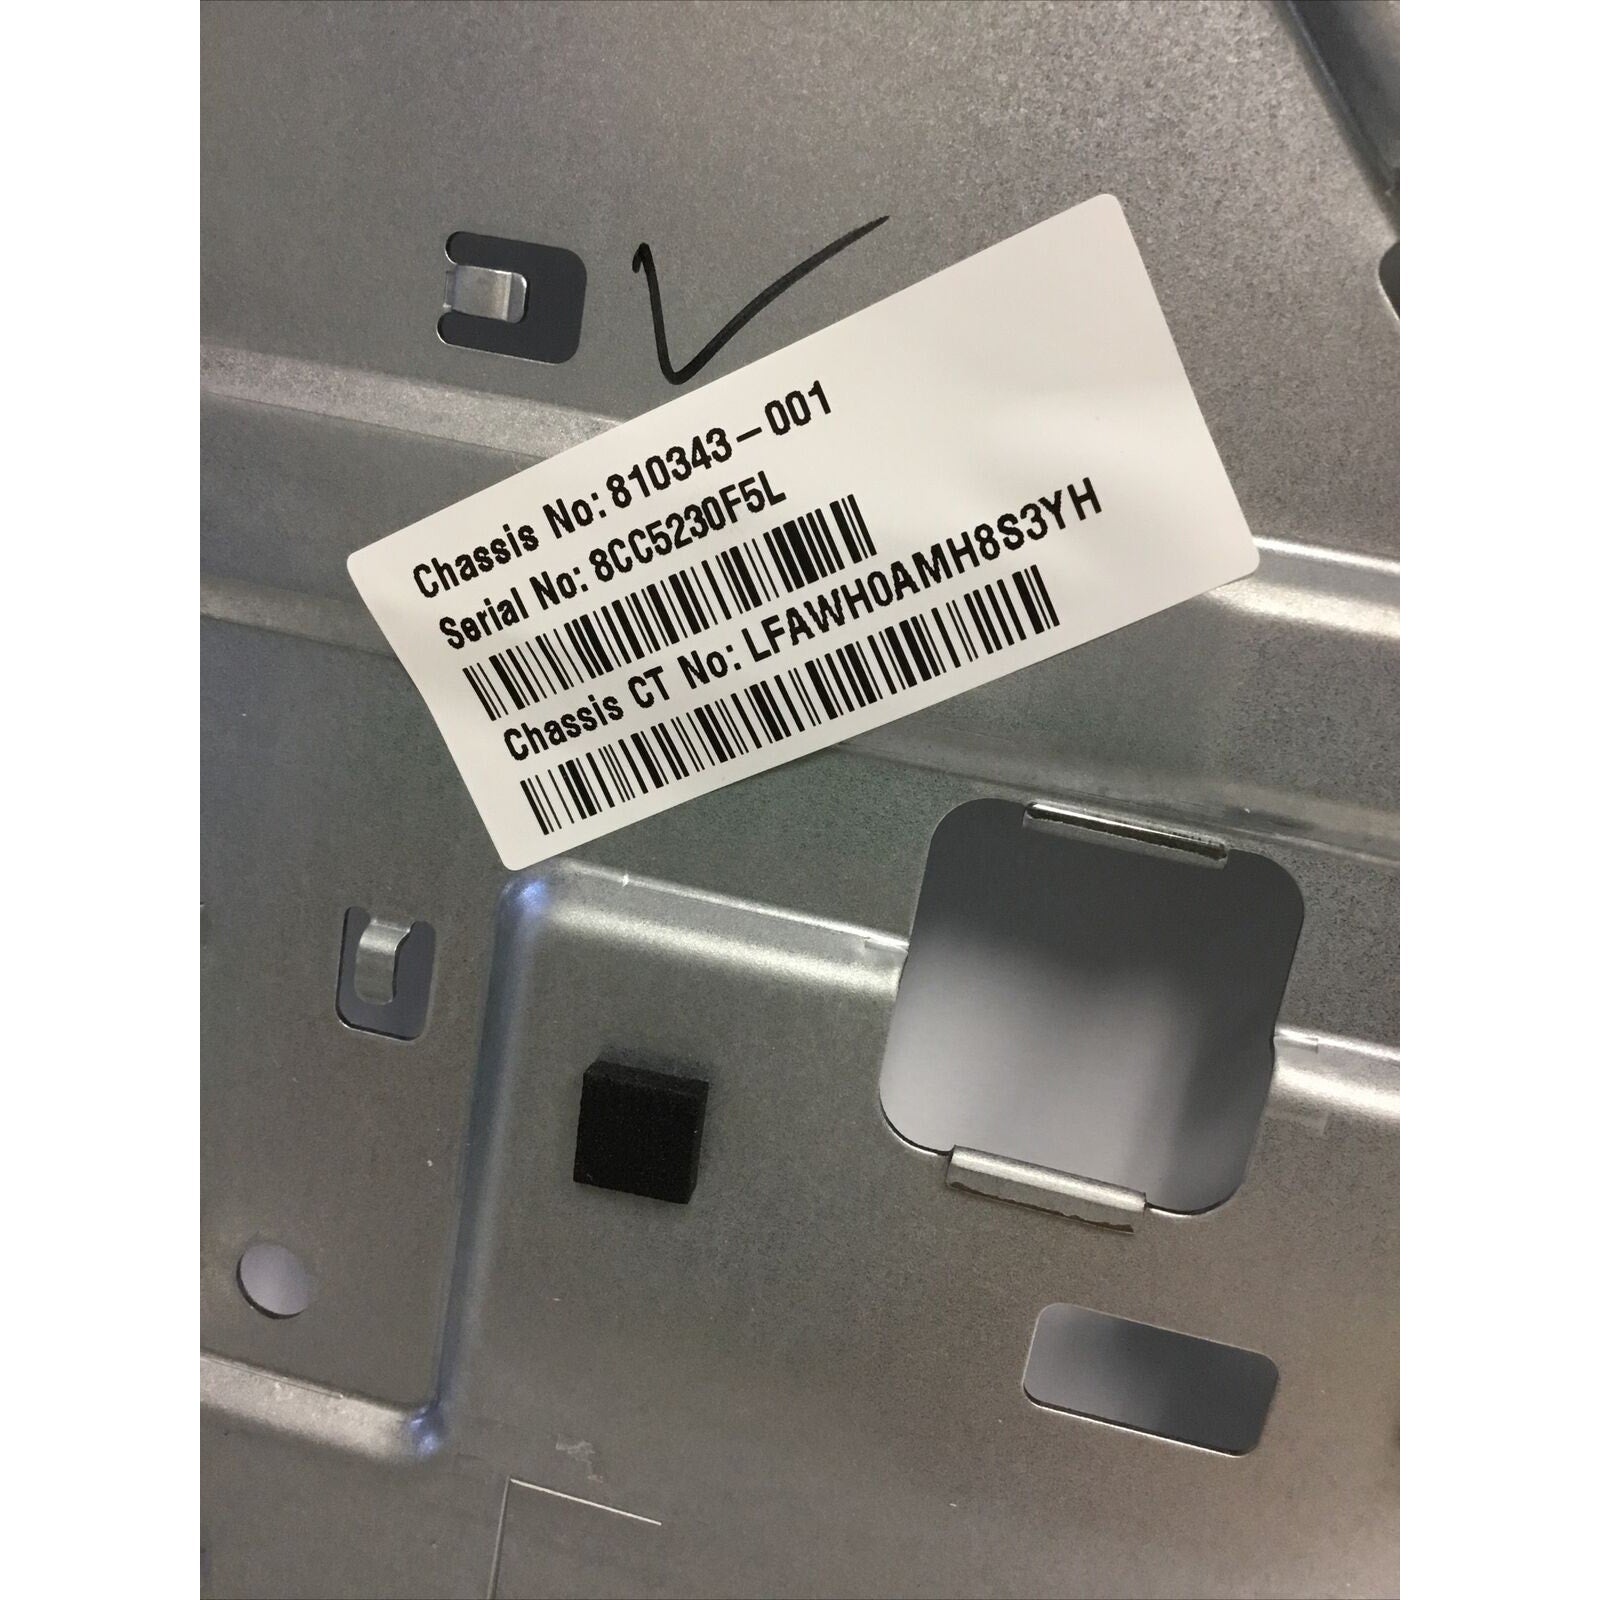 Chassis No: 810343-001
Serial No: 8CC5230F5L
Chassis CT No: LFAWH0AMH8S3YH